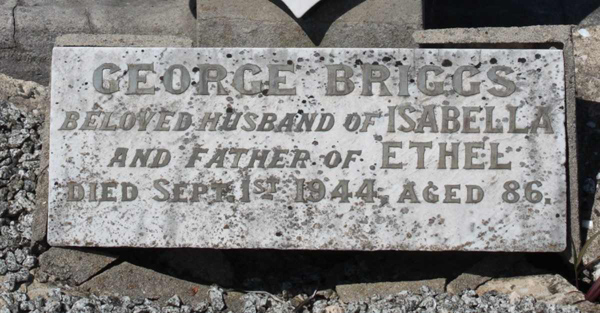 GEORGE BRIGGS
BELOVED HUSBAND OF ISABELLA
AND FATHER OF ETHEL
DIED SEPT. 1ST 1944, AGED 86.